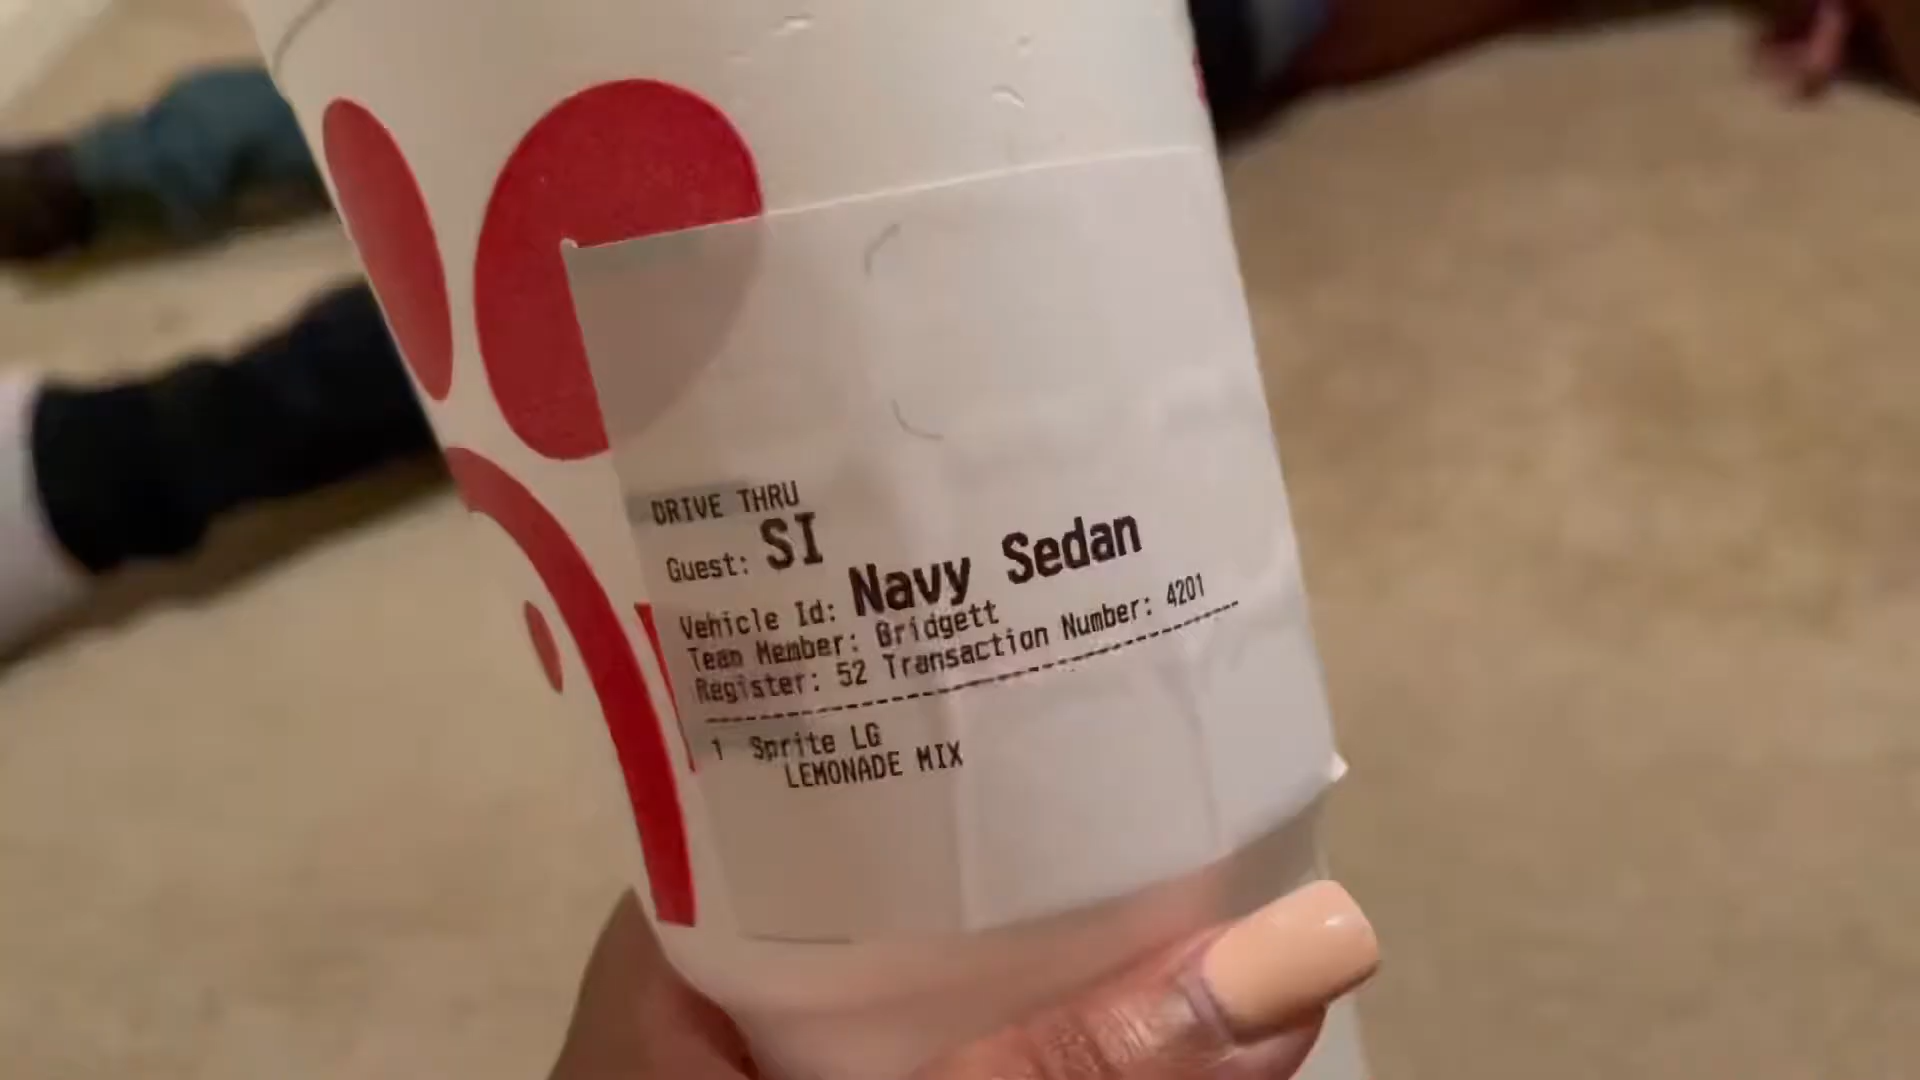 DRIVE THRU
Guest: SI
Vehicle Id: Navy Sedan
Team Member: Bridgett
Register: 52 Transaction Number: 4201
1 Sprite LG
LEMONADE MIX